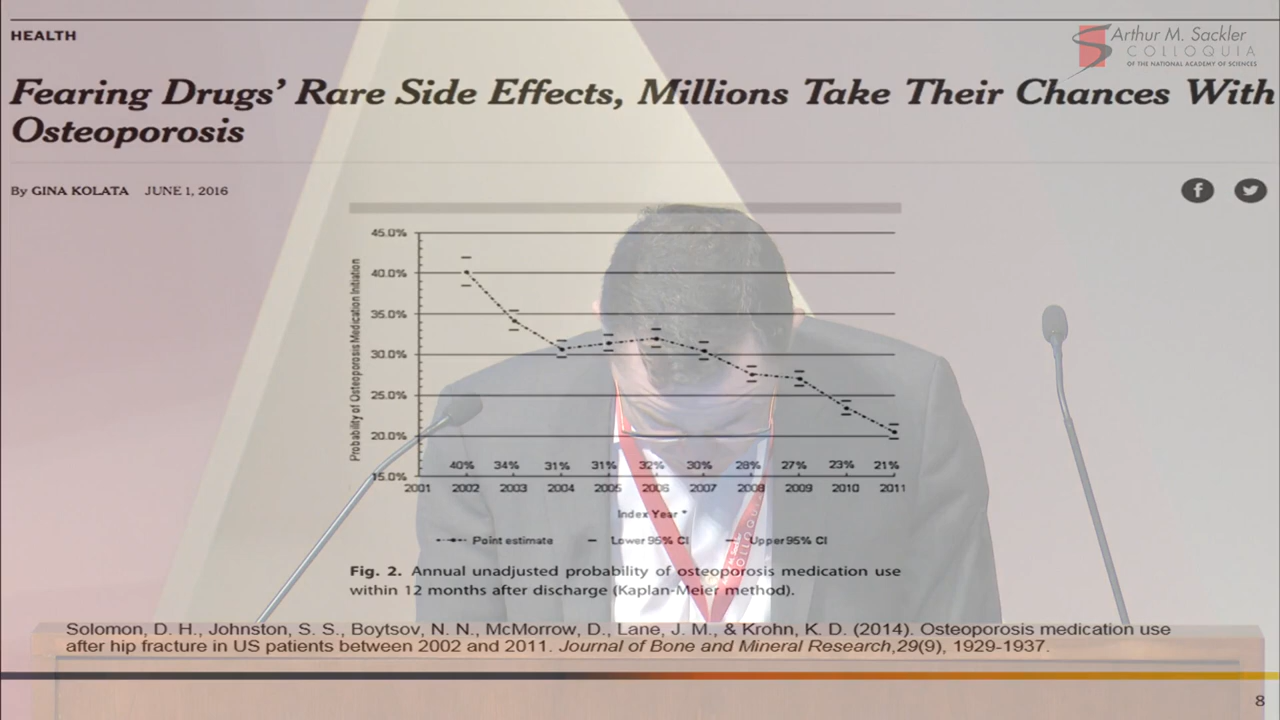 HEALTH
Arthur M. Sackler
COLLOQUIA
OF THE NATIONAL ACADEMY OF SCIENCES
Fearing Drugs' Rare Side Effects, Millions Take Their Chances With
Osteoporosis
By GINA KOLATA JUNE 1, 2016
45.0%
40.0%
35.0%
30.0%
25.0%
20.0%
15.0%
Probability of Osteoporosis Medication Initiation
40% 34% 31% 31% 32% 30% 28% 27% 23% 21%
2001 2002 2003 2004 2005 2006 2007 2008 2009 2010 2011
Index Year *
Point estimate Lower 95% CI Upper 95% CI
Fig. 2. Annual unadjusted probability of osteoporosis medication use
within 12 months after discharge (Kaplan-Meier method).
COLLOQUIA
Solomon, D. H., Johnston, S. S., Boytsov, N. N., McMorrow, D., Lane, J. M., & Krohn, K. D. (2014). Osteoporosis medication use
after hip fracture in US patients between 2002 and 2011. Journal of Bone and Mineral Research,29(9), 1929-1937.
8